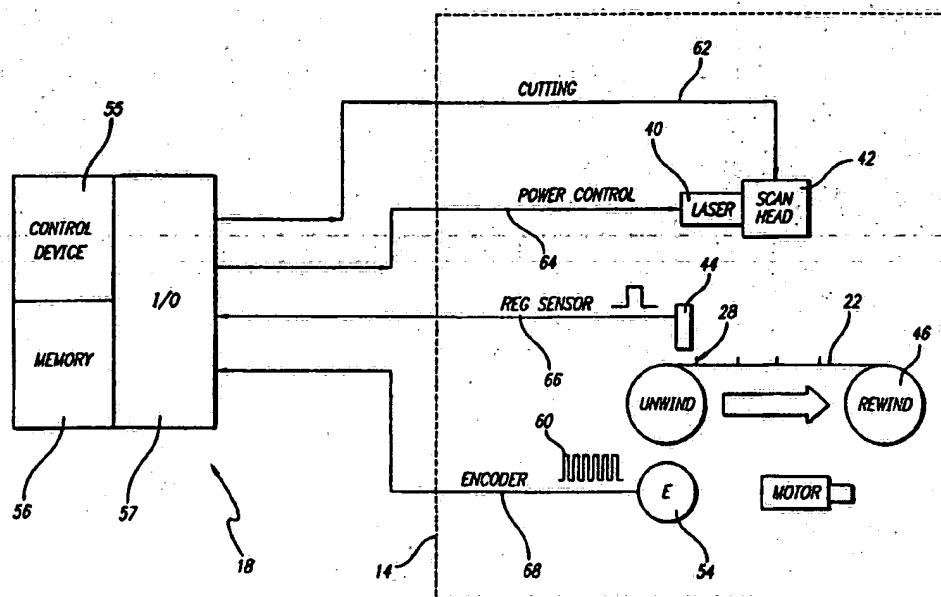 62
CUTTING
55
40
42
CONTROL
DEVICE
I/O
MEMORY
POWER CONTROL
LASER
SCAN
HEAD
64
44
REG SENSOR
28
22
46
66
UNWIND
REWIND
60
ENCODER
E
MOTOR
56
57
18
14
68
54